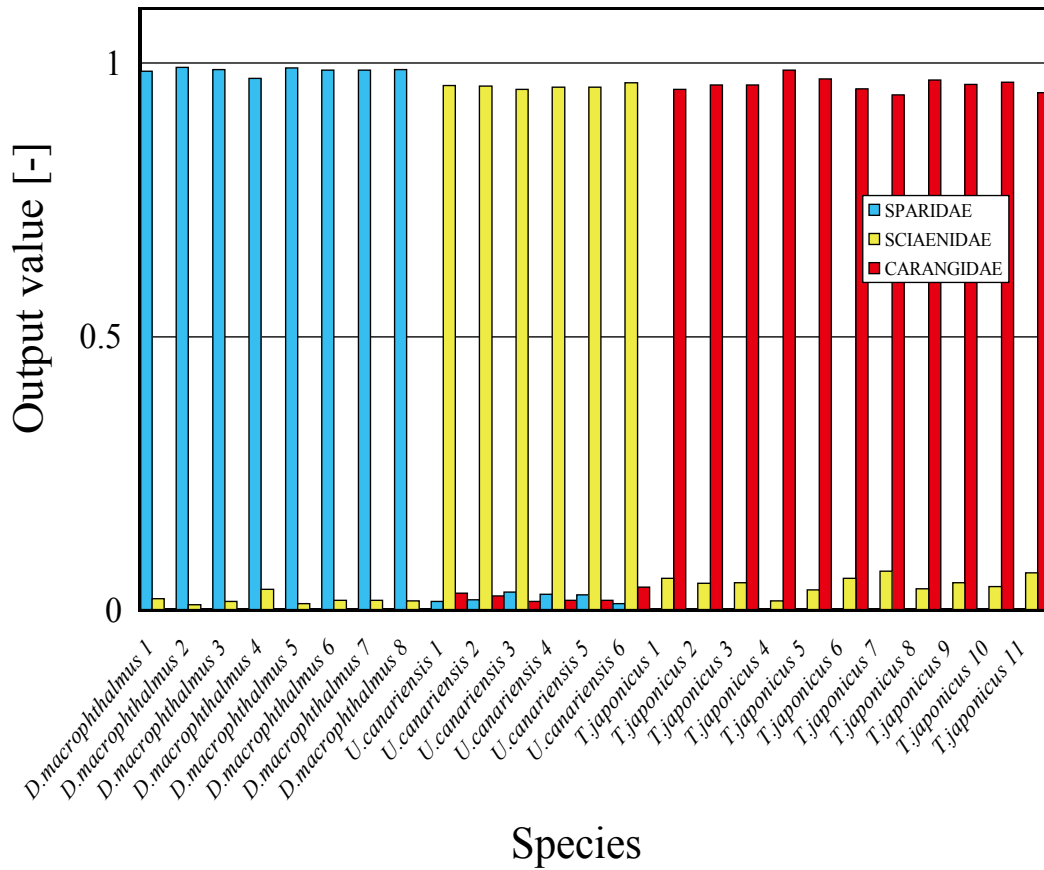 Output value [-]
1
0.5
0
SPARIDAE
SCIAENIDAE
CARANGIDAE
D.macrophthalmus 1
D.macrophthalmus 2
D.macrophthalmus 3
D.macrophthalmus 4
D.macrophthalmus 5
D.macrophthalmus 6
D.macrophthalmus 7
D.macrophthalmus 8
U.canariensis 1
U.canariensis 2
U.canariensis 3
U.canariensis 4
U.canariensis 5
U.canariensis 6
T.japonicus 1
T.japonicus 2
T.japonicus 3
T.japonicus 4
T.japonicus 5
T.japonicus 6
T.japonicus 7
T.japonicus 8
T.japonicus 9
T.japonicus 10
T.japonicus 11
Species